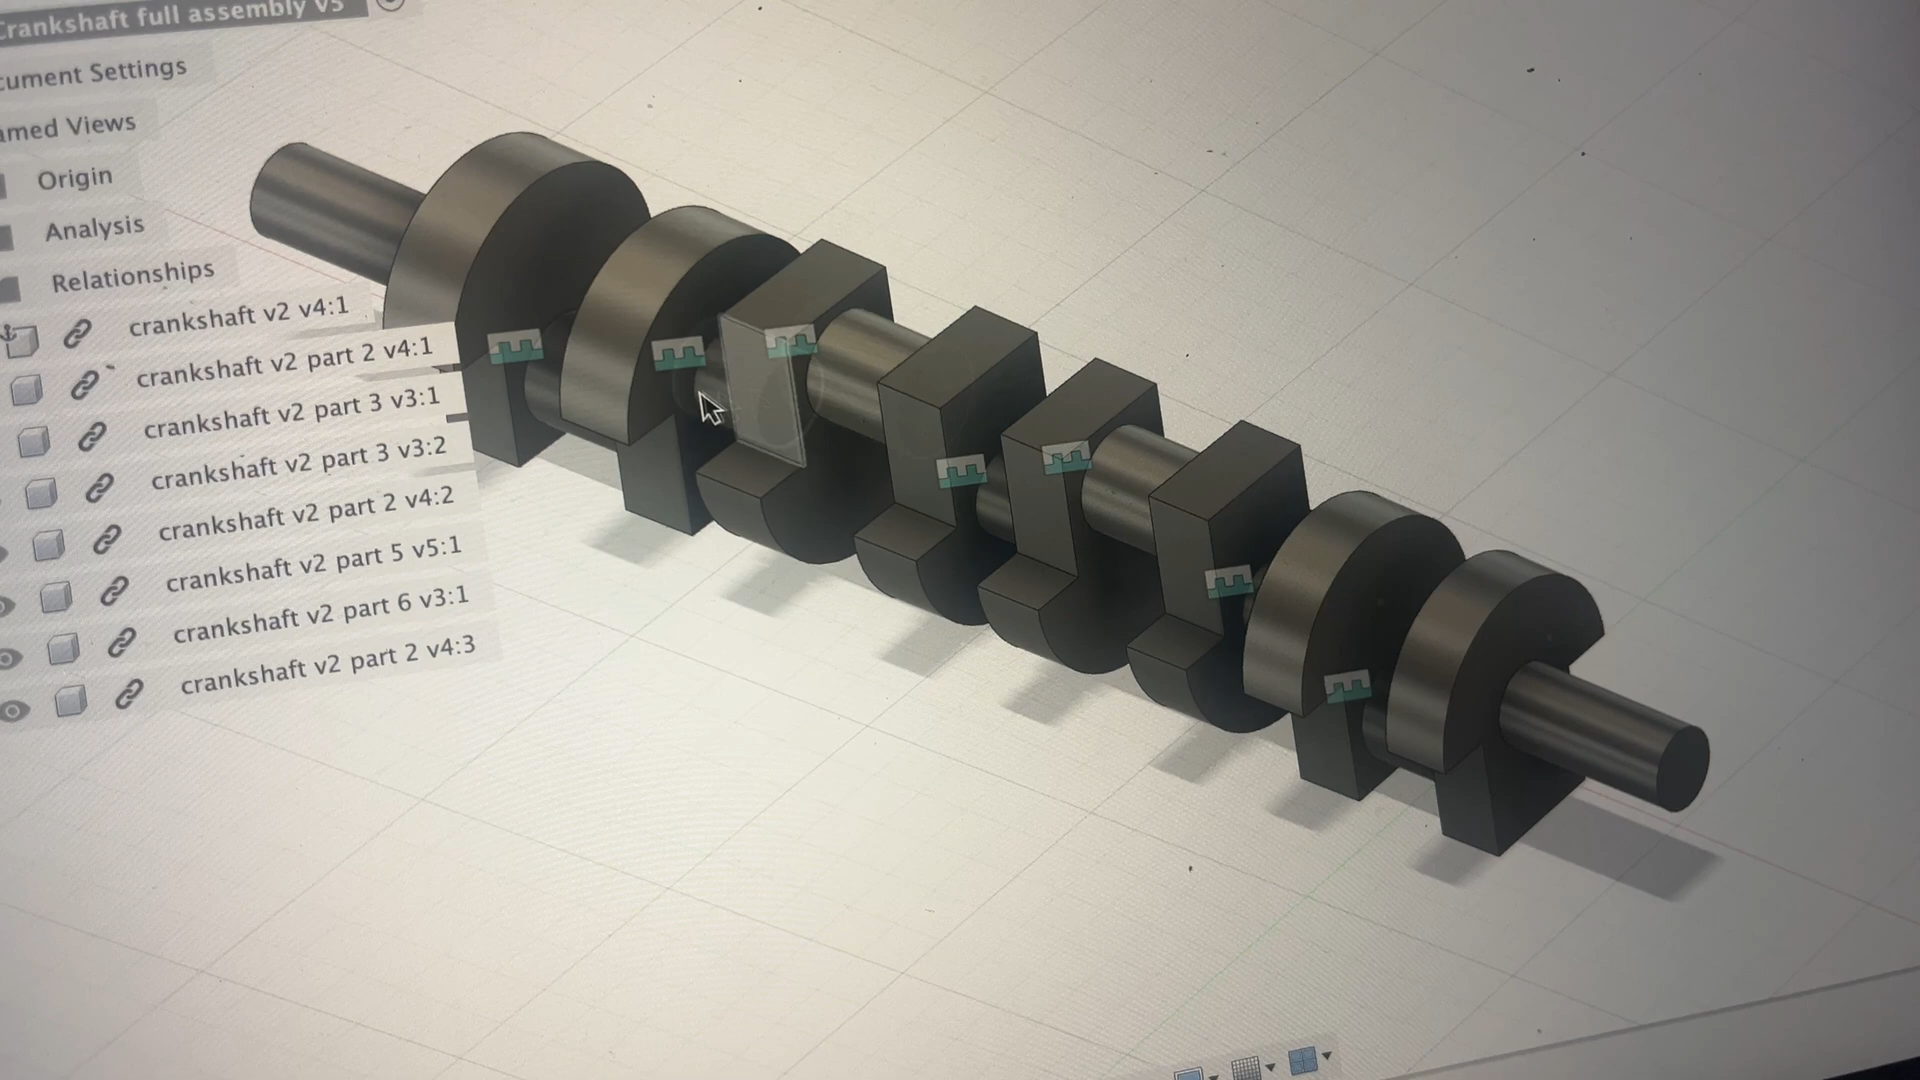 Crankshaft full assembly v5
cument Settings
amed Views
Origin
Analysis
Relationships
crankshaft v2 v4:1
crankshaft v2 part 2 v4:1
crankshaft v2 part 3 v3:1
crankshaft v2 part 3 v3:2
crankshaft v2 part 2 v4:2
crankshaft v2 part 5 v5:1
crankshaft v2 part 6 v3:1
crankshaft v2 part 2 v4:3